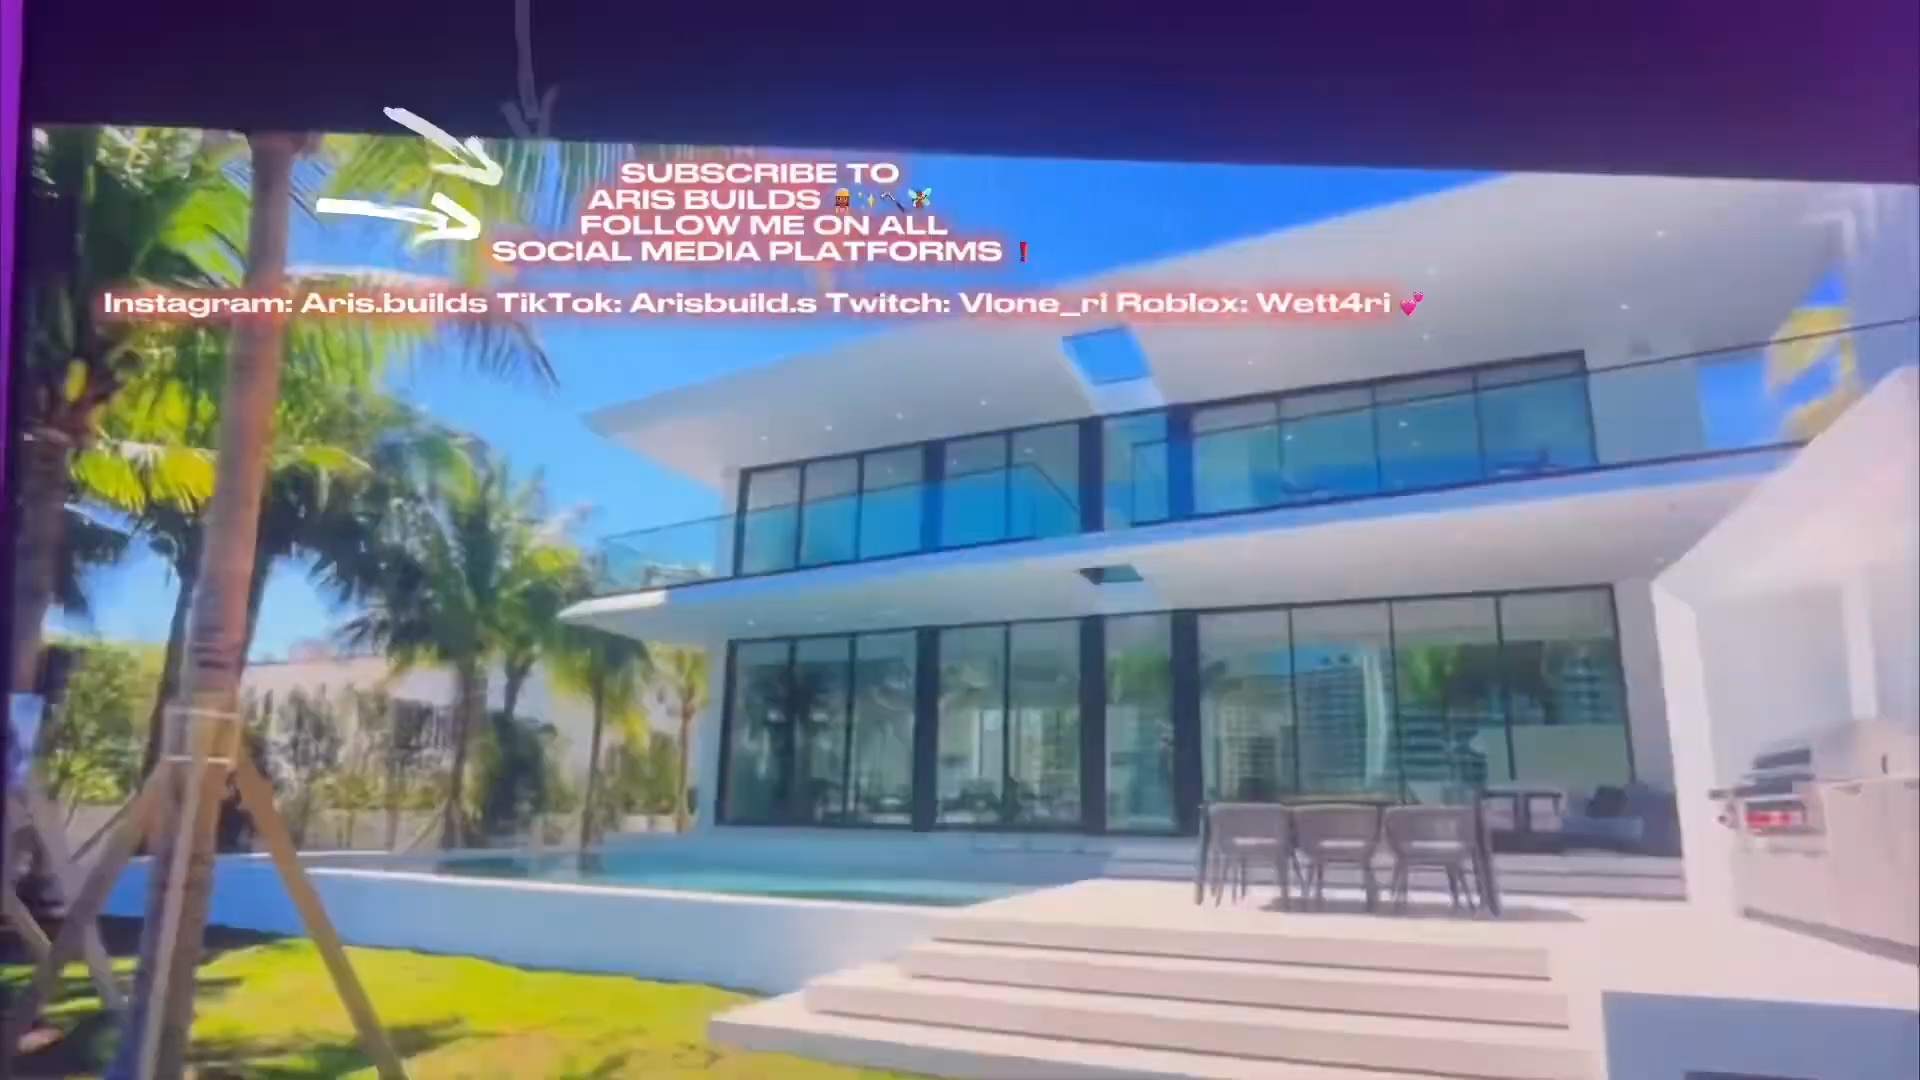 SUBSCRIBE TO
ARIS BUILDS 👷🏾‍♀️✨🔨🧚🏾
FOLLOW ME ON ALL
SOCIAL MEDIA PLATFORMS❗
Instagram: Aris.builds TikTok: Arisbuild.s Twitch: Vlone_ri Roblox: Wett4ri 💕